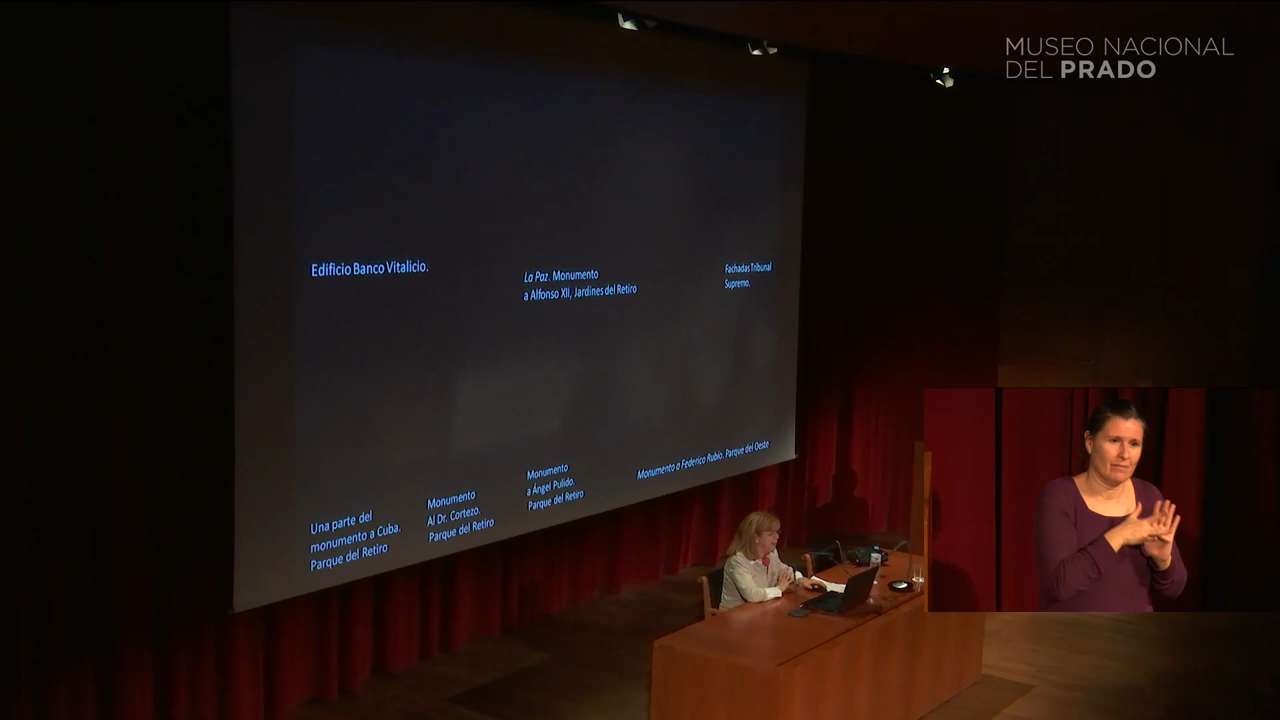 MUSEO NACIONAL
DEL PRADO
Edificio Banco Vitalicio.
La Paz. Monumento
a Alfonso XII, Jardines del Retiro
Fachadas Tribunal
Supremo.
Una parte del
monumento a Cuba.
Parque del Retiro
Monumento
Al Dr. Cortezo.
Parque del Retiro
Monumento
a Ángel Pulido.
Parque del Retiro
Monumento a Federico Rubio. Parque del Oeste